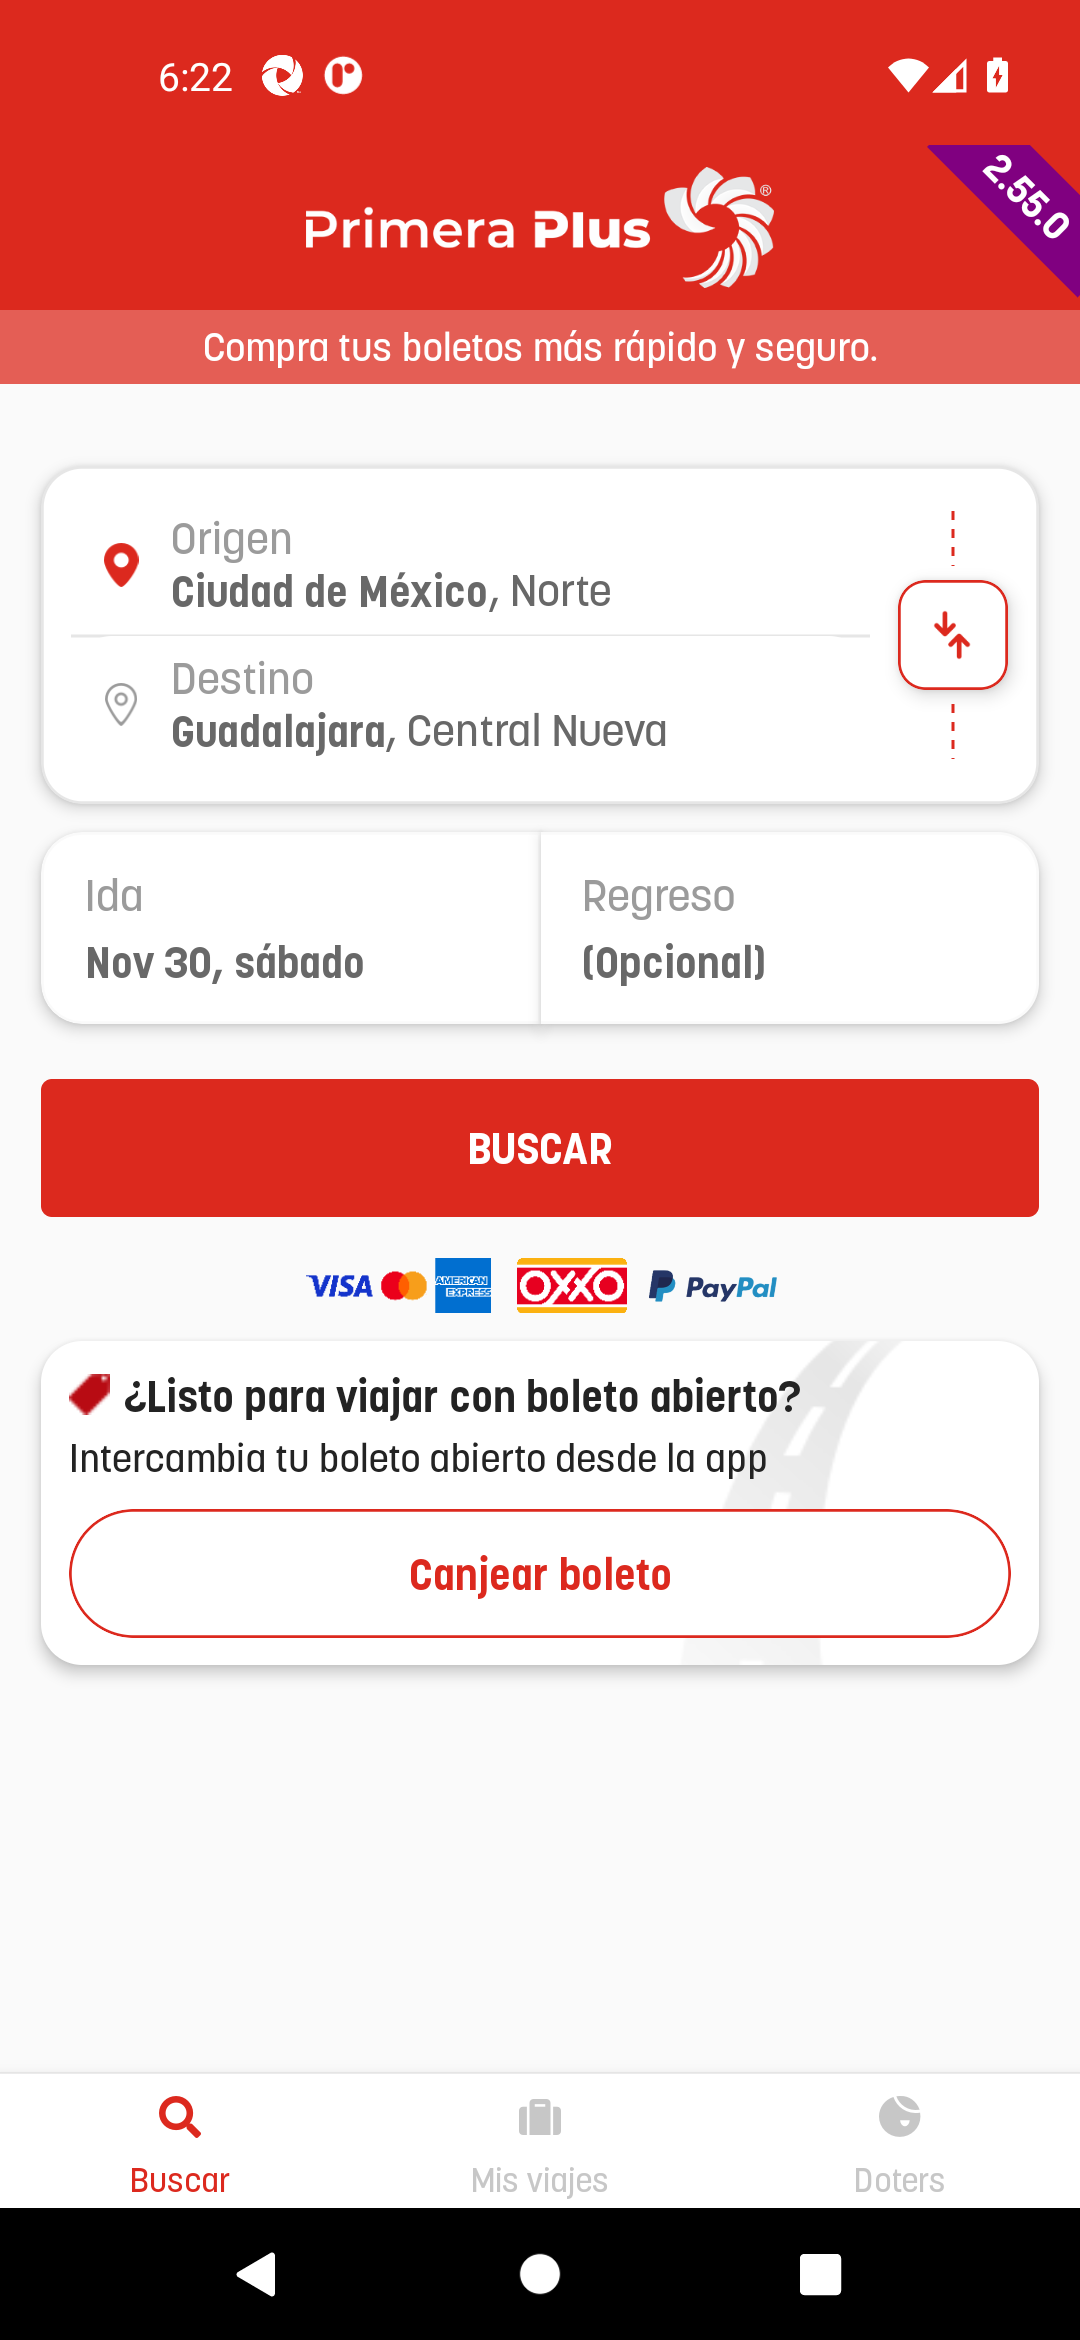 6:22
Primera Plus ®
2.55.0
Compra tus boletos más rápido y seguro.
Origen
Ciudad de México, Norte
Destino
Guadalajara, Central Nueva
Ida
Nov 30, sábado
Regreso
(Opcional)
BUSCAR
VISA AMERICAN EXPRESS OXXO PayPal
¿Listo para viajar con boleto abierto?
Intercambia tu boleto abierto desde la app
Canjear boleto
Buscar
Mis viajes
Doters